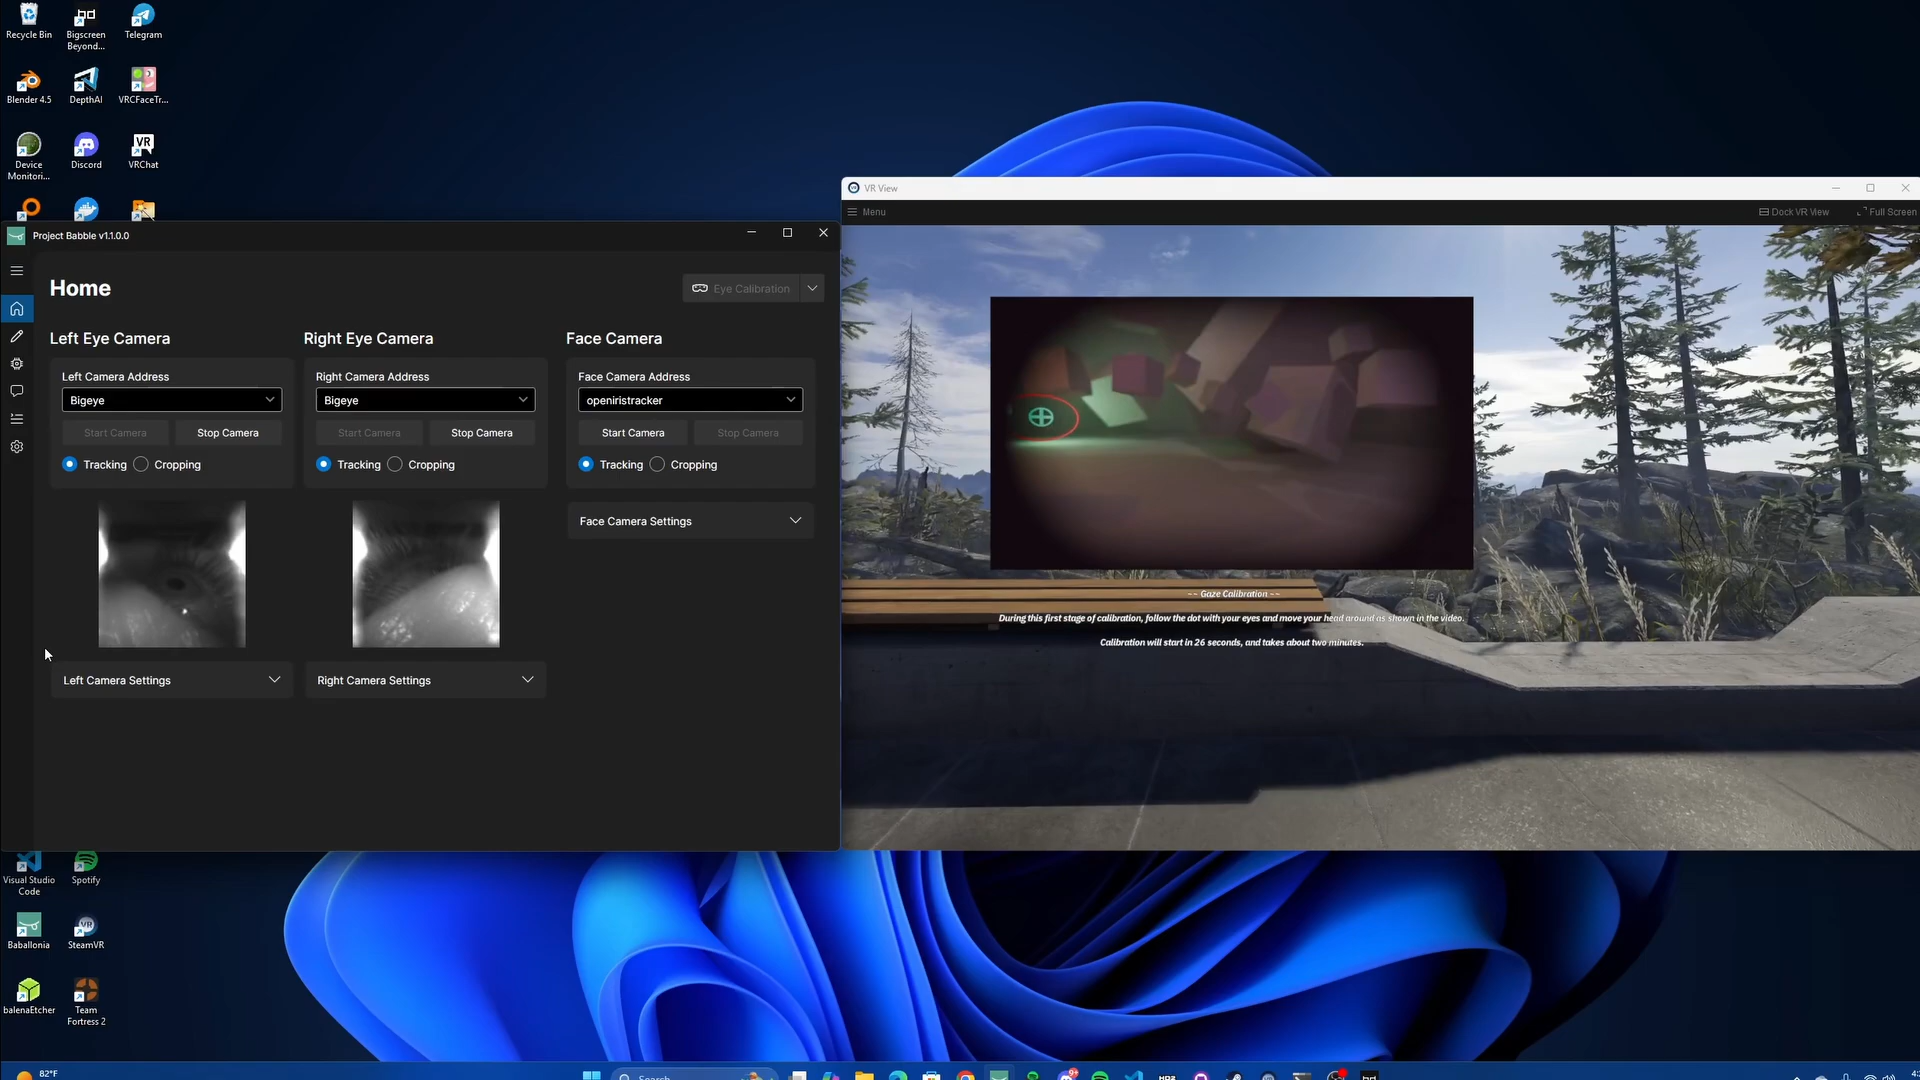 Recycle Bin
Bigscreen
Beyond...
Telegram
Blender 4.5
DepthAI
VRCFaceTr...
Device
Monitori...
Discord
VR
VRChat
Project Babble v1.1.0.0
Home
Eye Calibration
Left Eye Camera
Left Camera Address
Bigeye
Start Camera
Stop Camera
Tracking
Cropping
Left Camera Settings
Right Eye Camera
Right Camera Address
Bigeye
Start Camera
Stop Camera
Tracking
Cropping
Right Camera Settings
Face Camera
Face Camera Address
openiristracker
Start Camera
Stop Camera
Tracking
Cropping
Face Camera Settings
VR View
Menu
Dock VR View
Full Screen
~~ Gaze Calibration ~~
During this first stage of calibration, follow the dot with your eyes and move your head around as shown in the video.
Calibration will start in 26 seconds, and takes about two minutes.
Visual Studio
Code
Spotify
Baballonia
SteamVR
balenaEtcher
Team
Fortress 2
82°F
Search